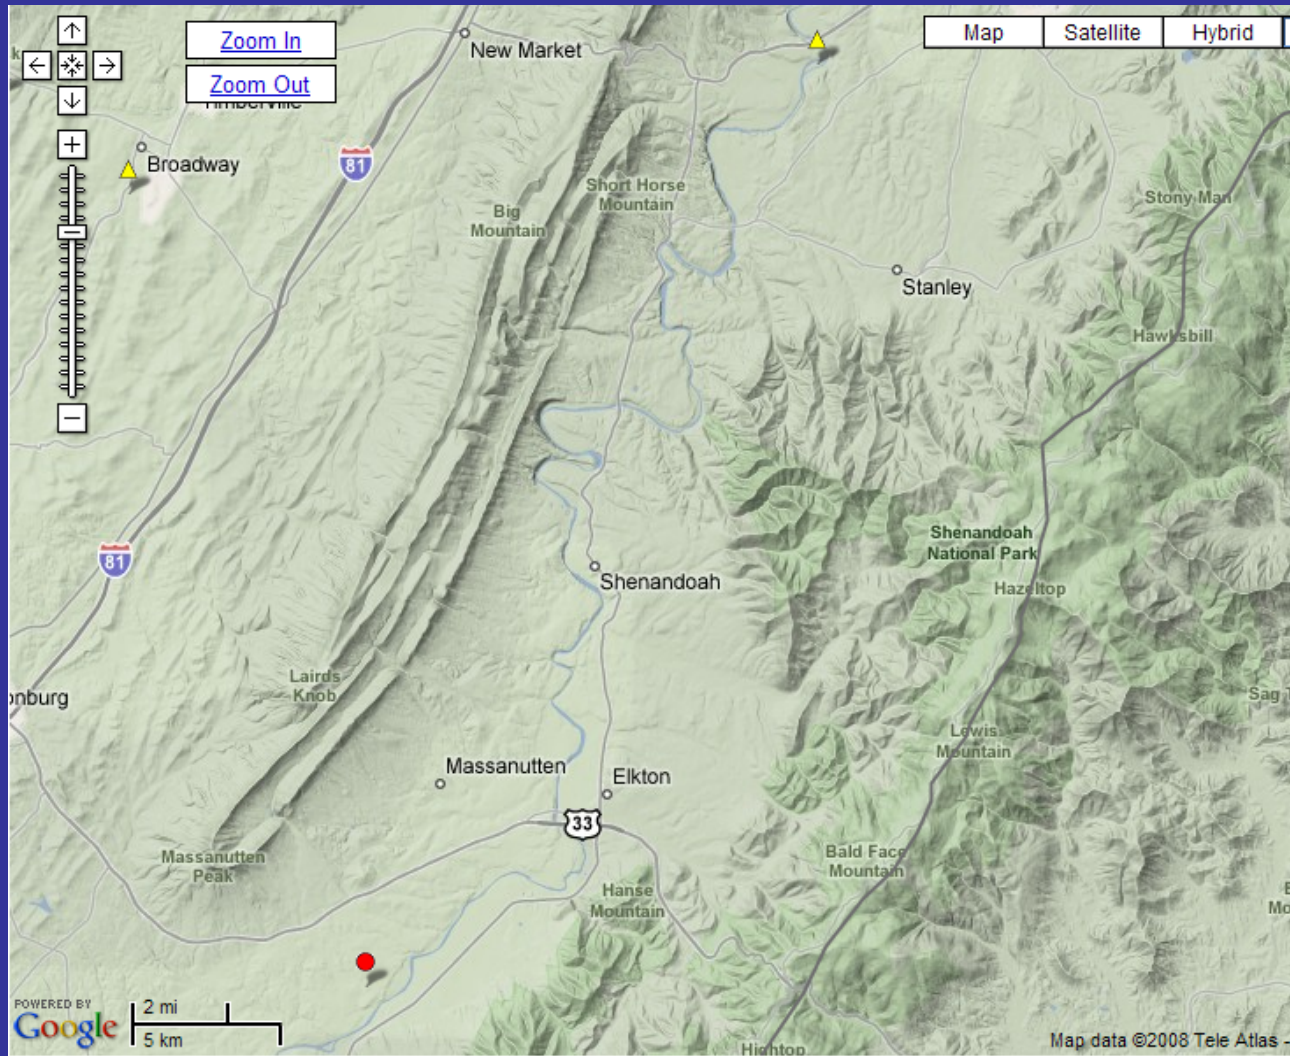 Zoom In
Zoom Out
Map
Satellite
Hybrid
New Market
Broadway
81
Short Horse
Mountain
Big
Mountain
Stony Man
Stanley
Hawksbill
Shenandoah
National Park
81
Shenandoah
Hazeltop
Lairds
Knob
onburg
Lewis
Mountain
Massanutten
Elkton
33
Massanutten
Peak
Bald Face
Mountain
Hanse
Mountain
POWERED BY
Google
2 mi
5 km
Hightop
Map data ©2008 Tele Atlas -